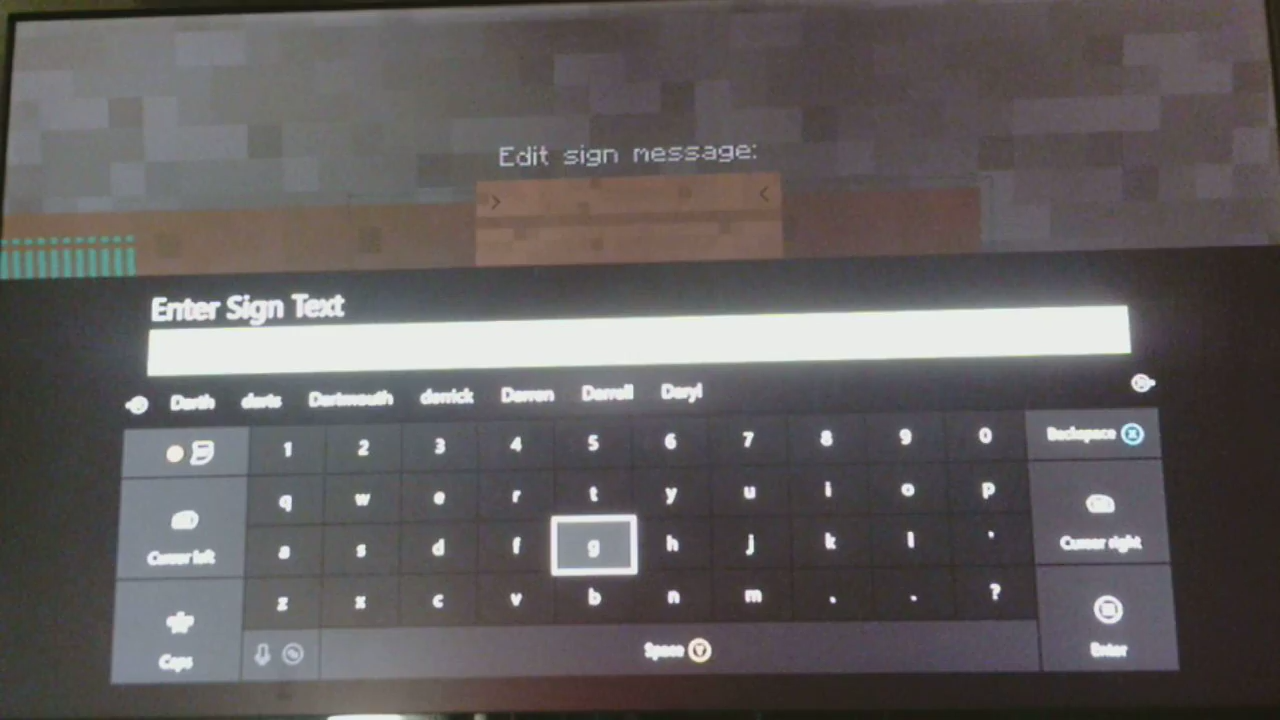 Edit sign message:
> <
Enter Sign Text
Darth darts Dartmouth derrick Darren Darrell Daryl
1 2 3 4 5 6 7 8 9 0 Backspace X
q w e r t y u i o p
Cursor left a s d f g h j k l ' Cursor right
z x c v b n m , . ?
Caps Space Y Enter